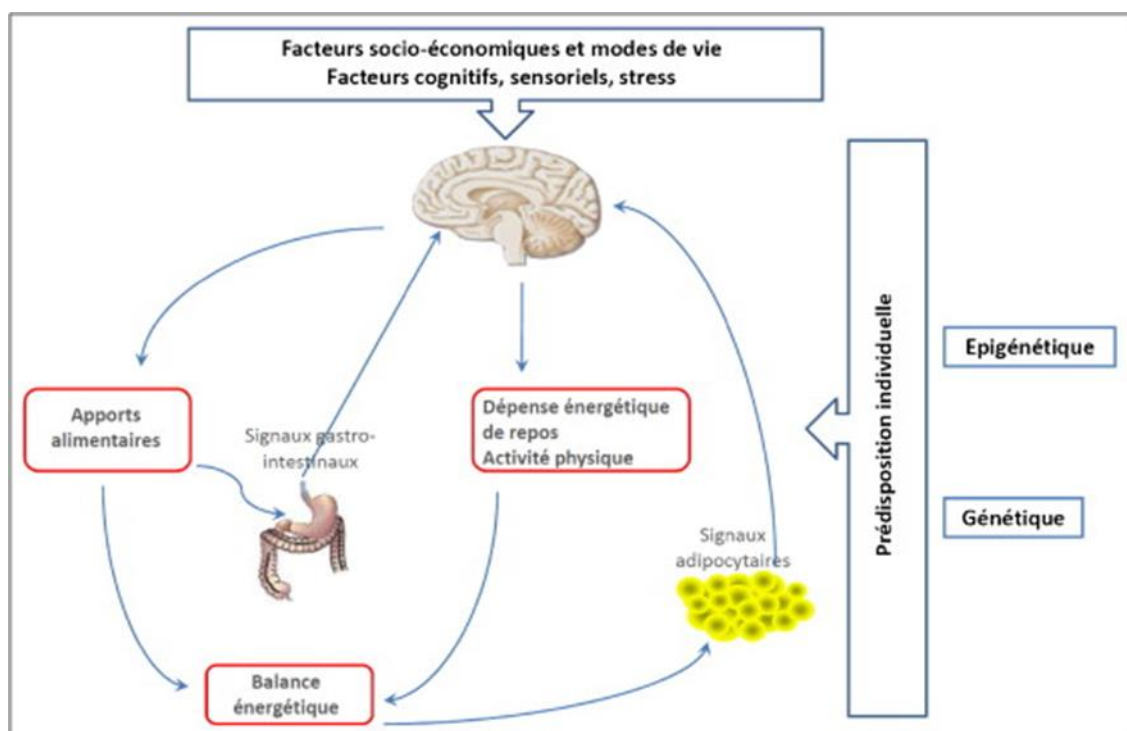 Facteurs socio-économiques et modes de vie
Facteurs cognitifs, sensoriels, stress
Apports
alimentaires
Signaux gastro-
intestinaux
Dépense énergétique
de repos
Activité physique
Signaux
adipocytaires
Balance
énergétique
Prédisposition individuelle
Epigénétique
Génétique